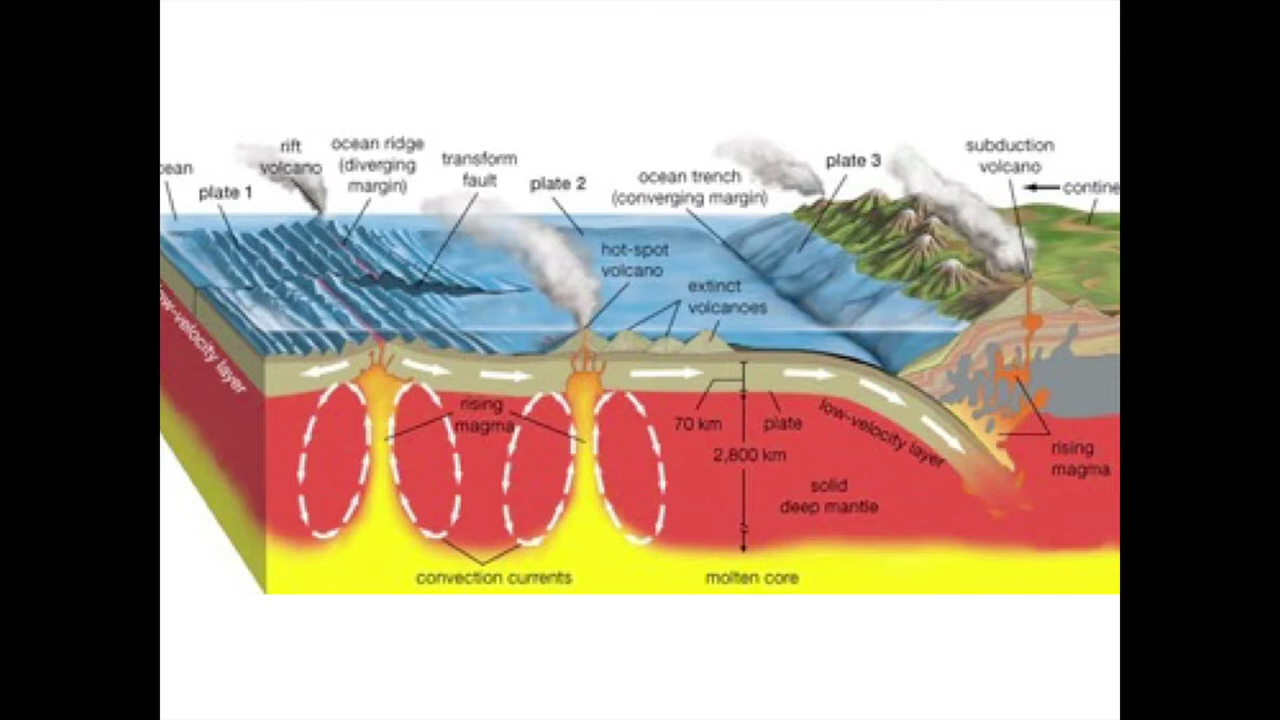 rift
volcano
ocean ridge
(diverging
margin)
transform
fault
plate 1
plate 2
ocean trench
(converging margin)
plate 3
subduction
volcano
hot-spot
volcano
extinct
volcanoes
low-velocity layer
rising
magma
70 km
plate
2,800 km
low-velocity layer
solid
deep mantle
rising
magma
convection currents
molten core